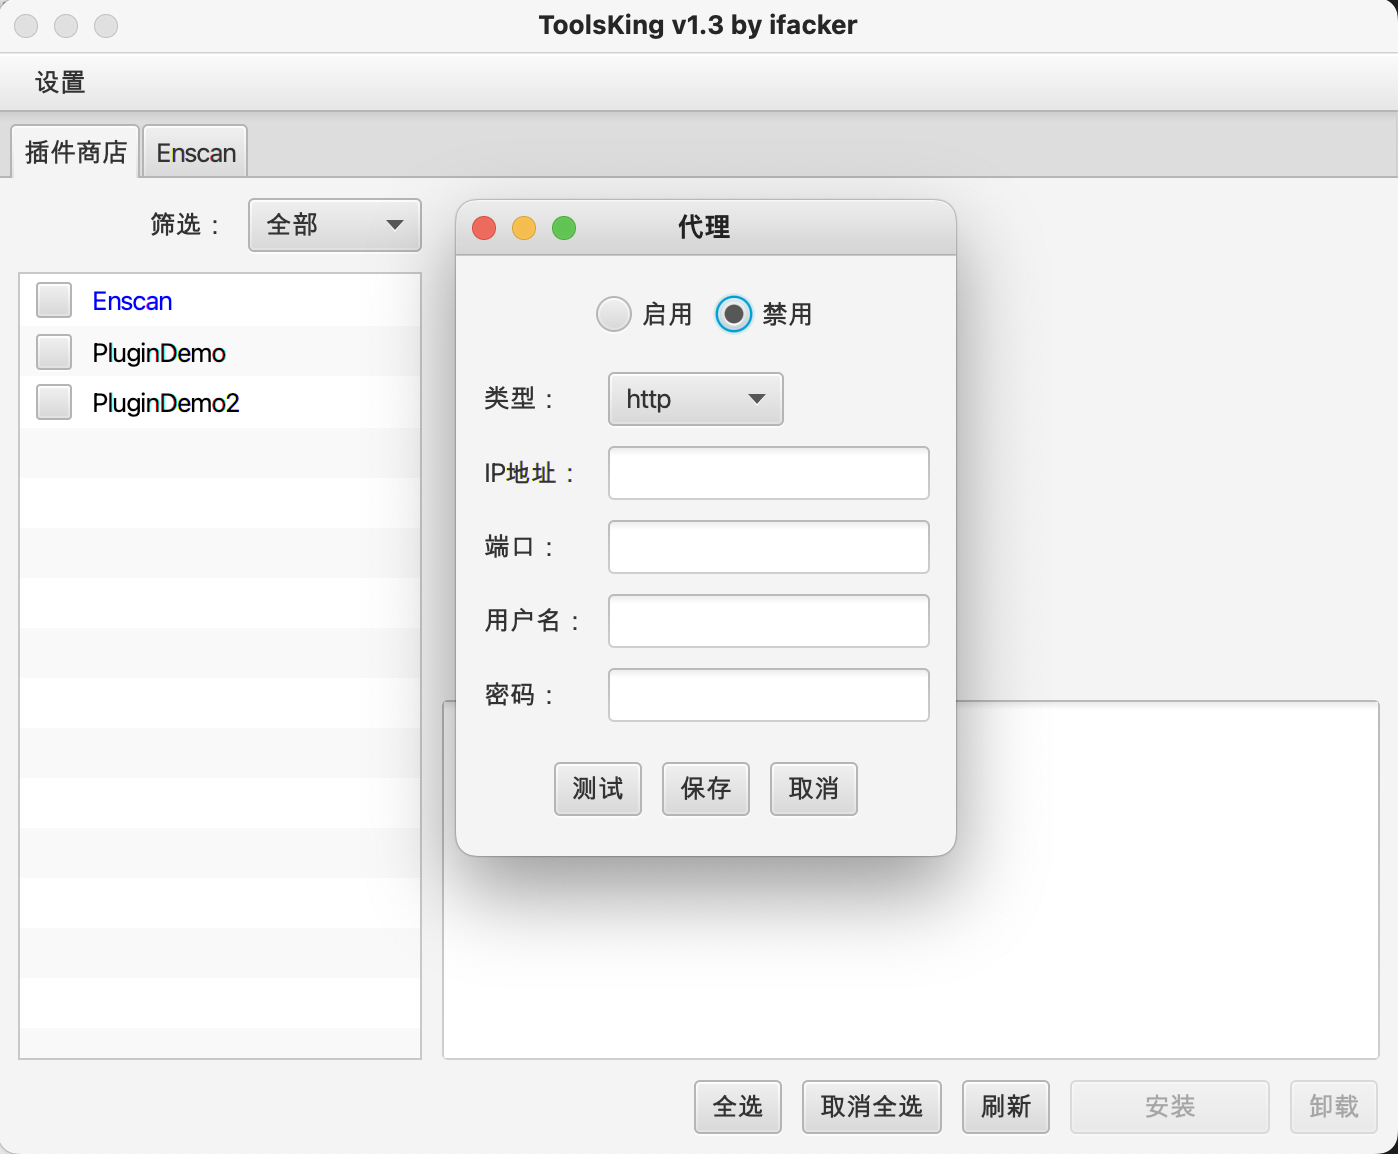 ToolsKing v1.3 by ifacker
设置
插件商店 Enscan
筛选： 全部
Enscan
PluginDemo
PluginDemo2
代理
启用 禁用
类型： http
IP地址：
端口：
用户名：
密码：
测试 保存 取消
全选 取消全选 刷新 安装 卸载